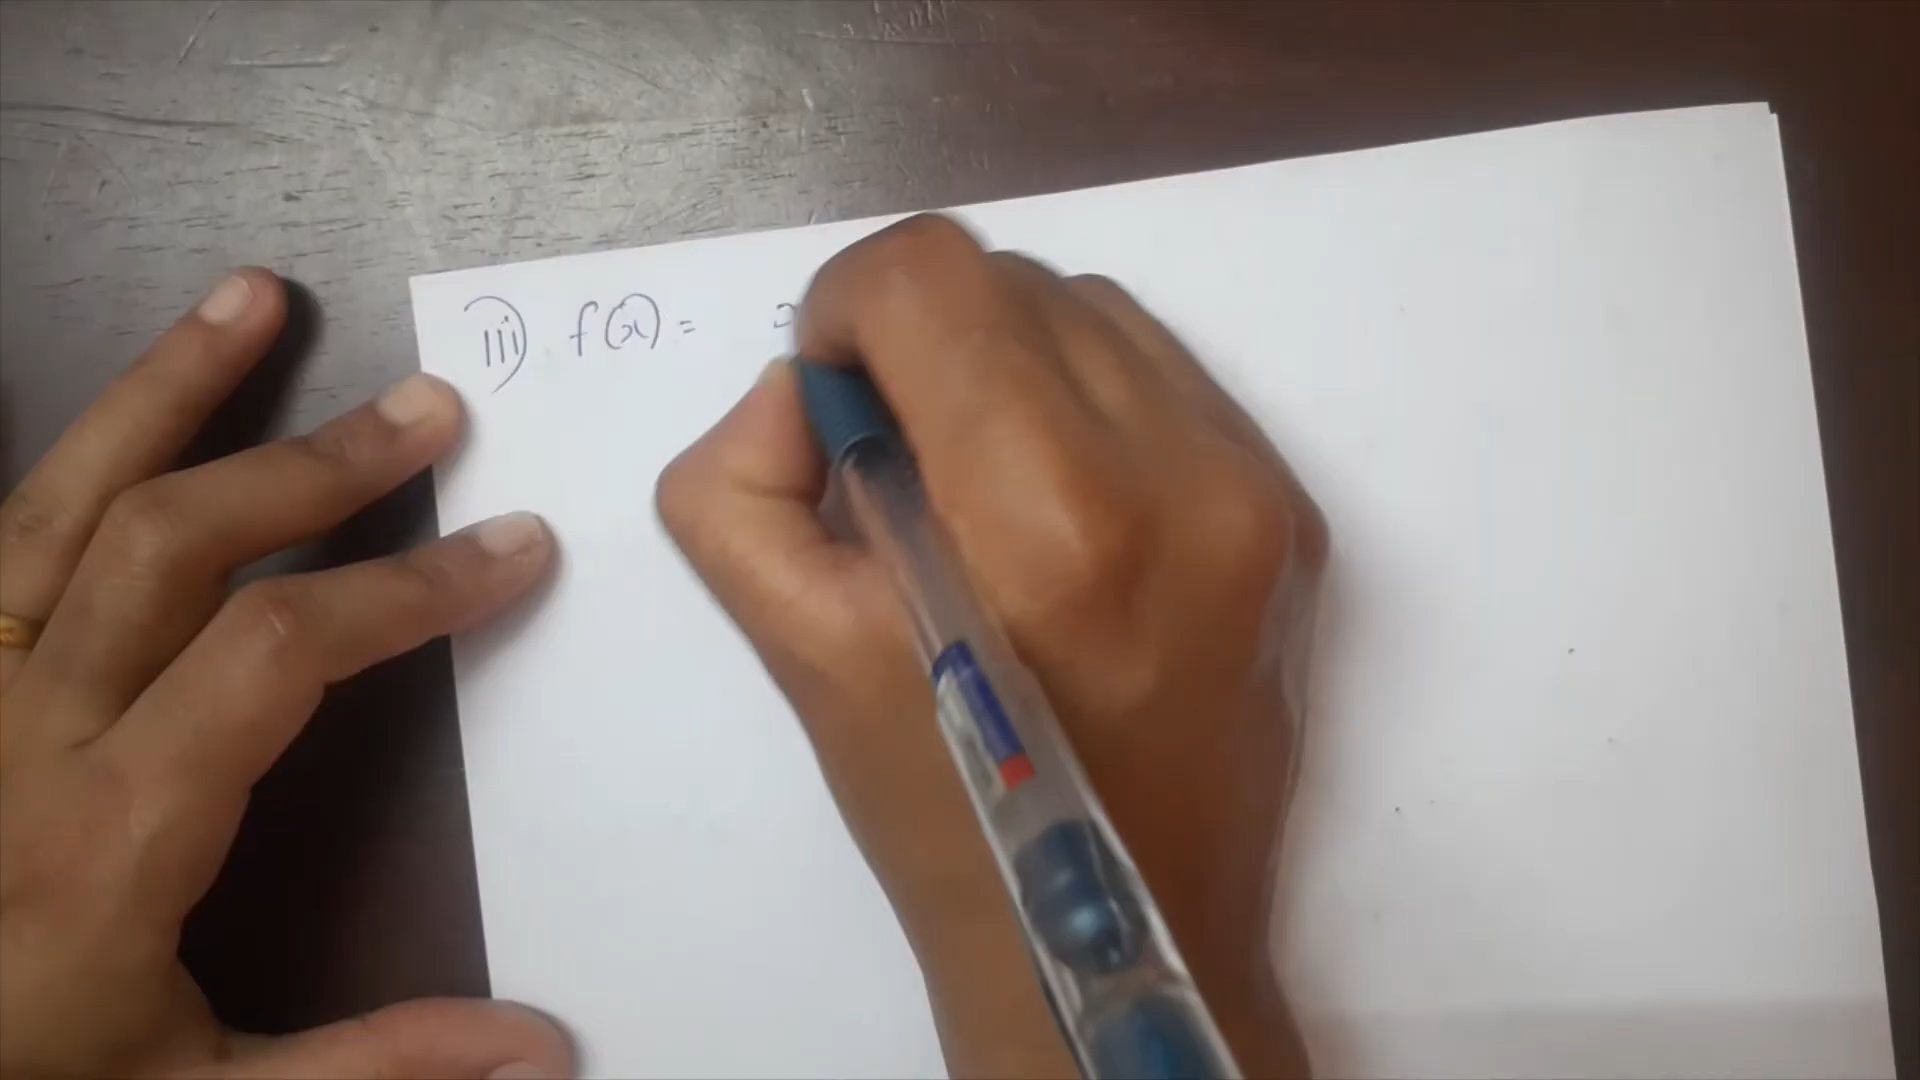 iii) f(x) =